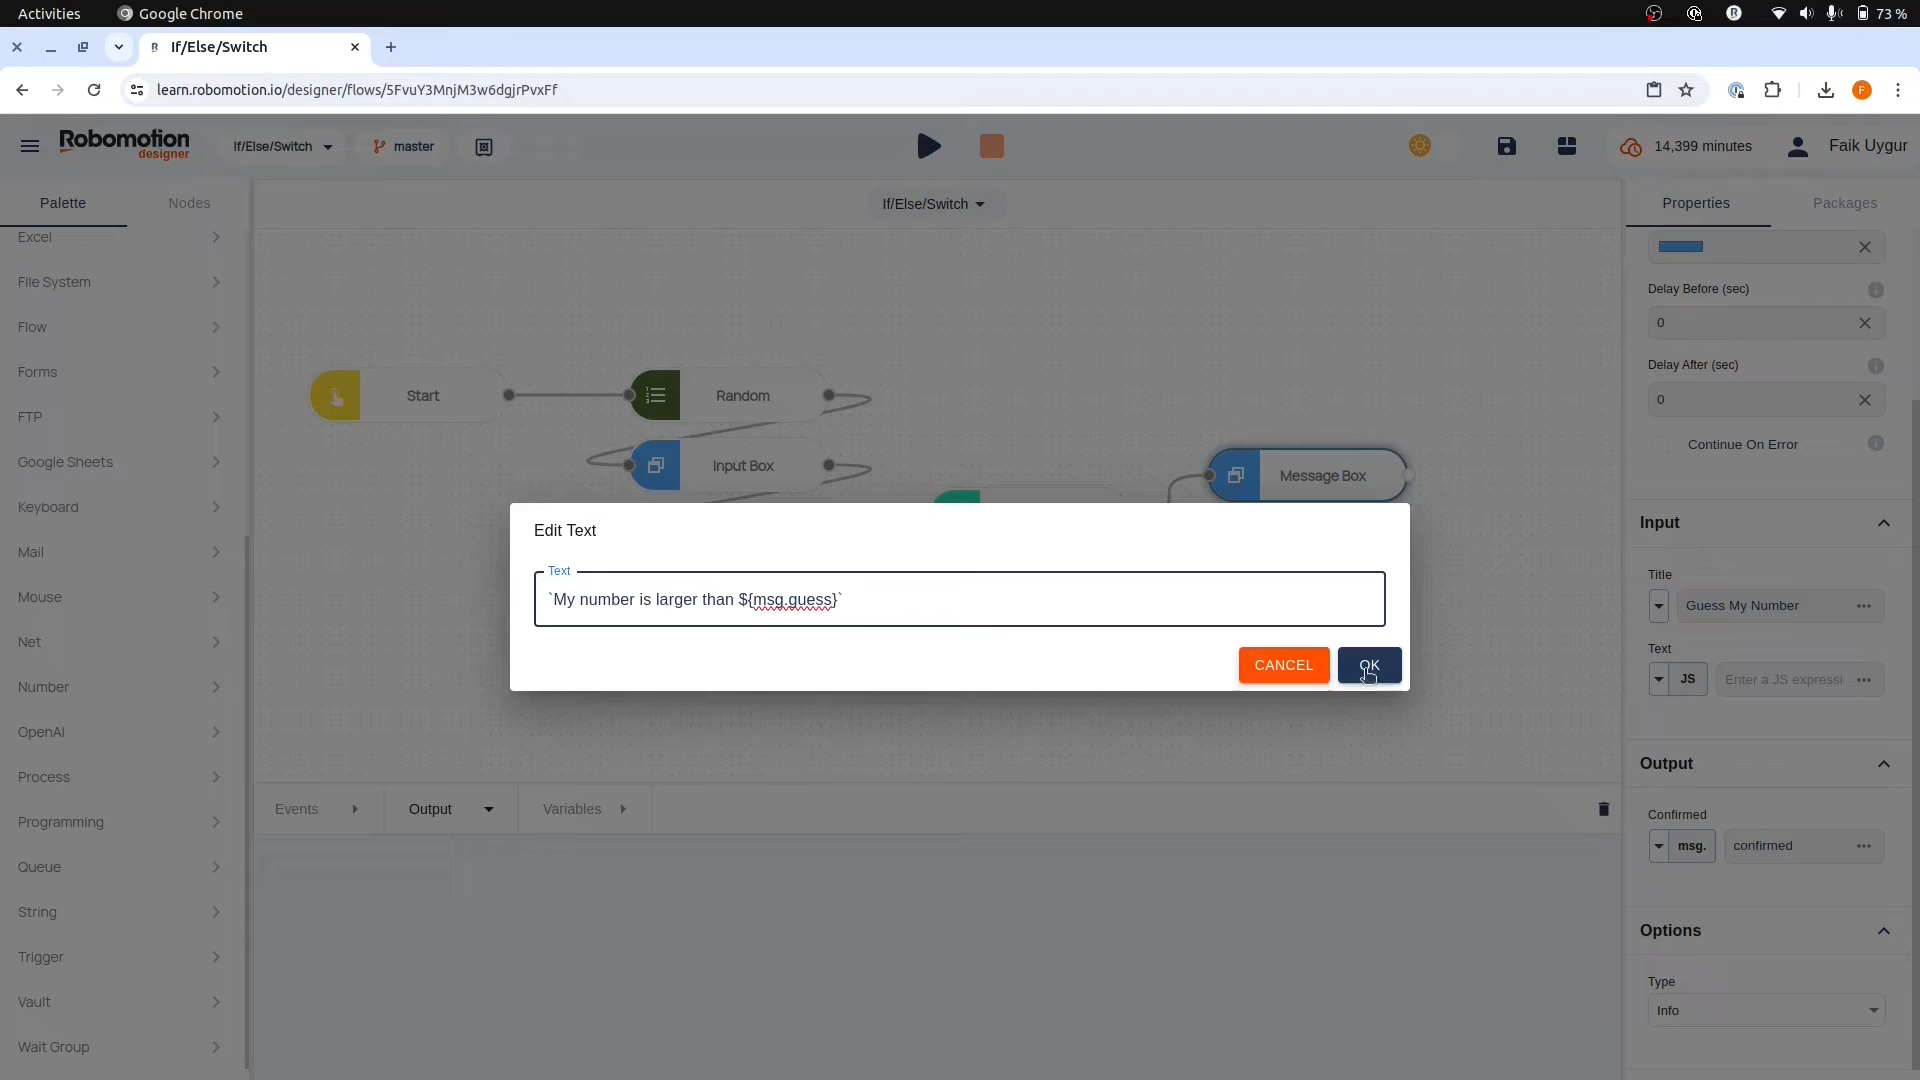 Activities
Google Chrome
73 %
If/Else/Switch
learn.robomotion.io/designer/flows/5FvuY3MnjM3w6dgjrPvxFf
F
Robomotion
designer
If/Else/Switch
master
14,399 minutes
Faik Uygur
Palette
Nodes
Excel
File System
Flow
Forms
FTP
Google Sheets
Keyboard
Mail
Mouse
Net
Number
OpenAI
Process
Programming
Queue
String
Trigger
Vault
Wait Group
If/Else/Switch
Start
Random
Input Box
Message Box
Edit Text
Text
`My number is larger than ${msg.guess}`
CANCEL
OK
Events
Output
Variables
Properties
Packages
Delay Before (sec)
0
Delay After (sec)
0
Continue On Error
Input
Title
Guess My Number
Text
JS
Enter a JS expressi
Output
Confirmed
msg.
confirmed
Options
Type
Info